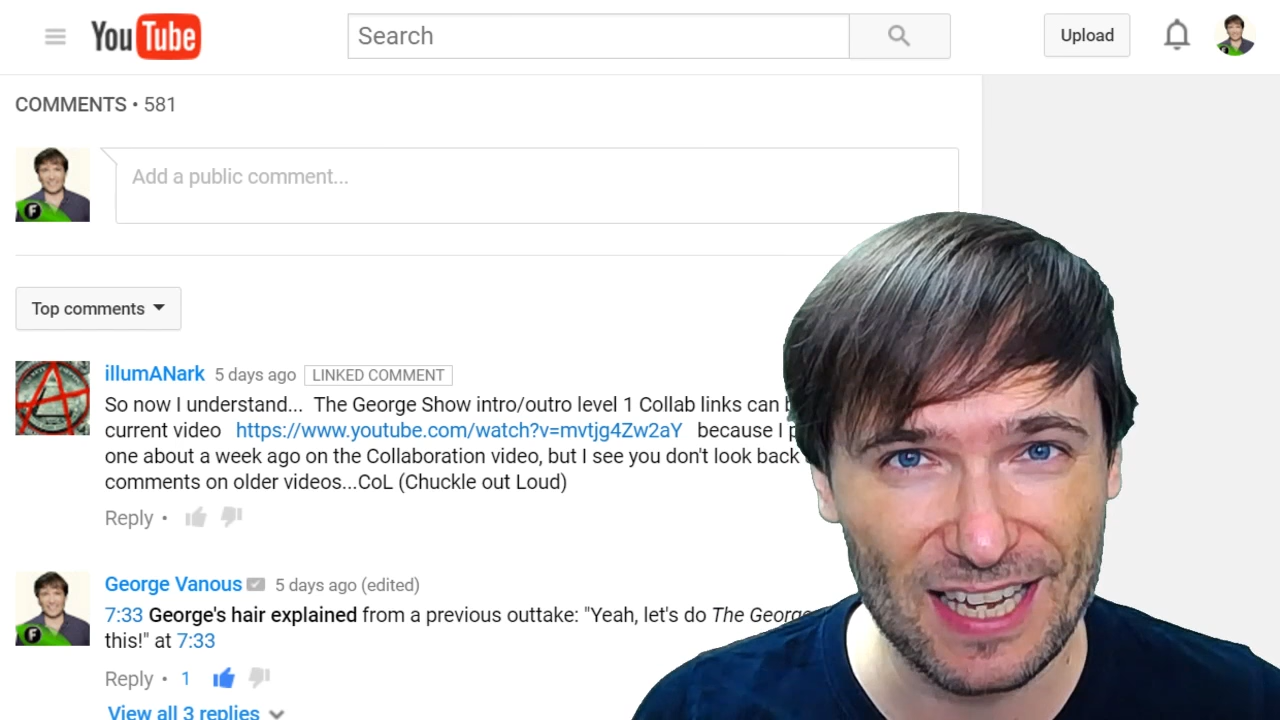 YouTube
Search
Upload
COMMENTS • 581
Add a public comment...
Top comments
illumANark 5 days ago LINKED COMMENT
So now I understand... The George Show intro/outro level 1 Collab links can
current video https://www.youtube.com/watch?v=mvtjg4Zw2aY because I
one about a week ago on the Collaboration video, but I see you don't look back
comments on older videos...CoL (Chuckle out Loud)
Reply •
George Vanous 5 days ago (edited)
7:33 George's hair explained from a previous outtake: "Yeah, let's do The George
this!" at 7:33
Reply • 1
View all 3 replies